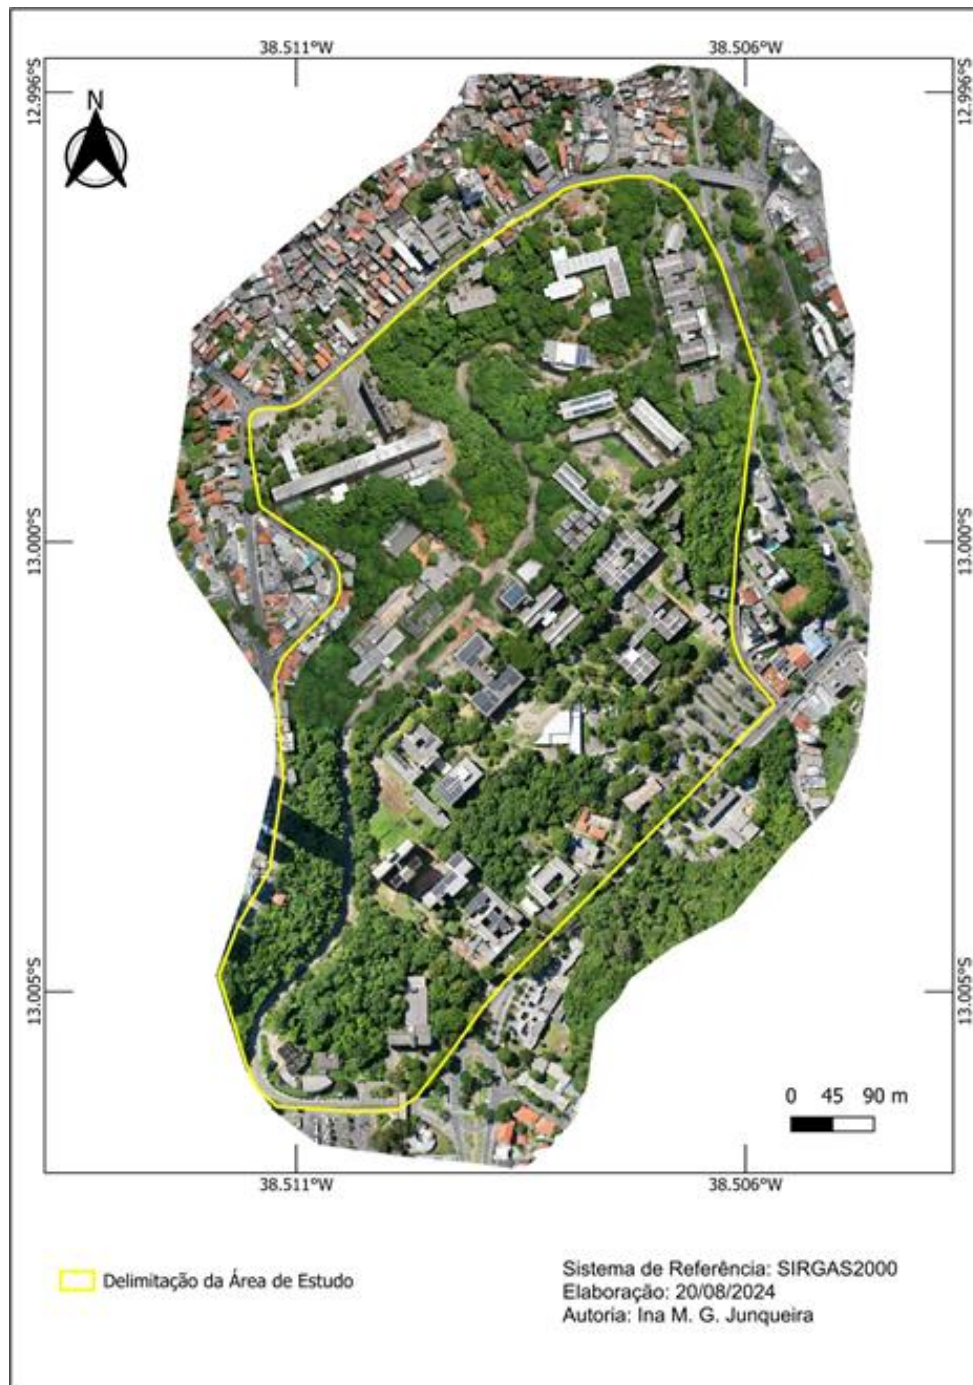 38.511°W 38.506°W
N
12.996°S 12.996°S
13.000°S 13.000°S
13.005°S 13.005°S
0 45 90 m
38.511°W 38.506°W
Delimitação da Área de Estudo
Sistema de Referência: SIRGAS2000
Elaboração: 20/08/2024
Autoria: Ina M. G. Junqueira